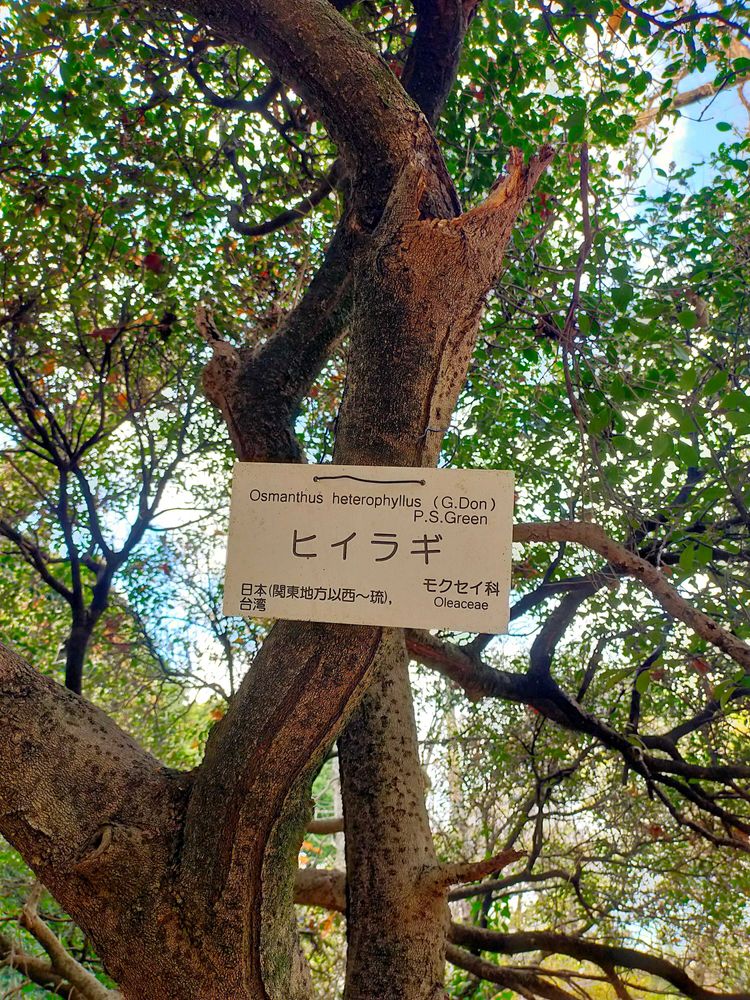 Osmanthus heterophyllus (G.Don)
P.S.Green
ヒイラギ
日本(関東地方以西〜琉),
台湾
モクセイ科
Oleaceae